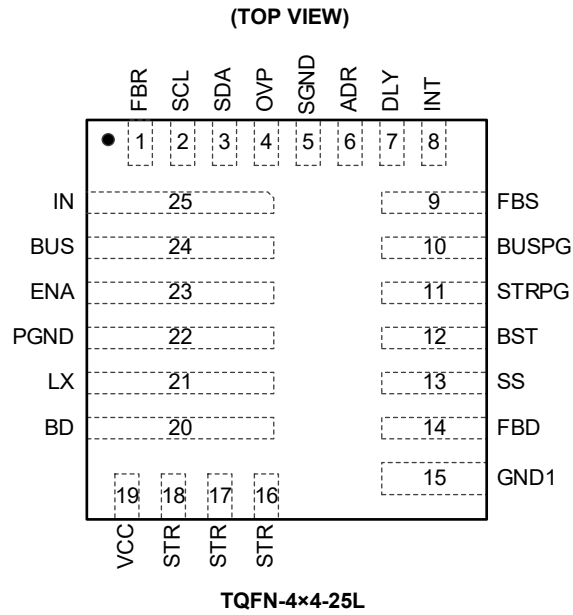 (TOP VIEW)
FBR SCL SDA OVP SGND ADR DLY INT
1 2 3 4 5 6 7 8
IN 25 9 FBS
BUS 24 10 BUSPG
ENA 23 11 STRPG
PGND 22 12 BST
LX 21 13 SS
BD 20 14 FBD
15 GND1
19 18 17 16
VCC STR STR STR
TQFN-4×4-25L